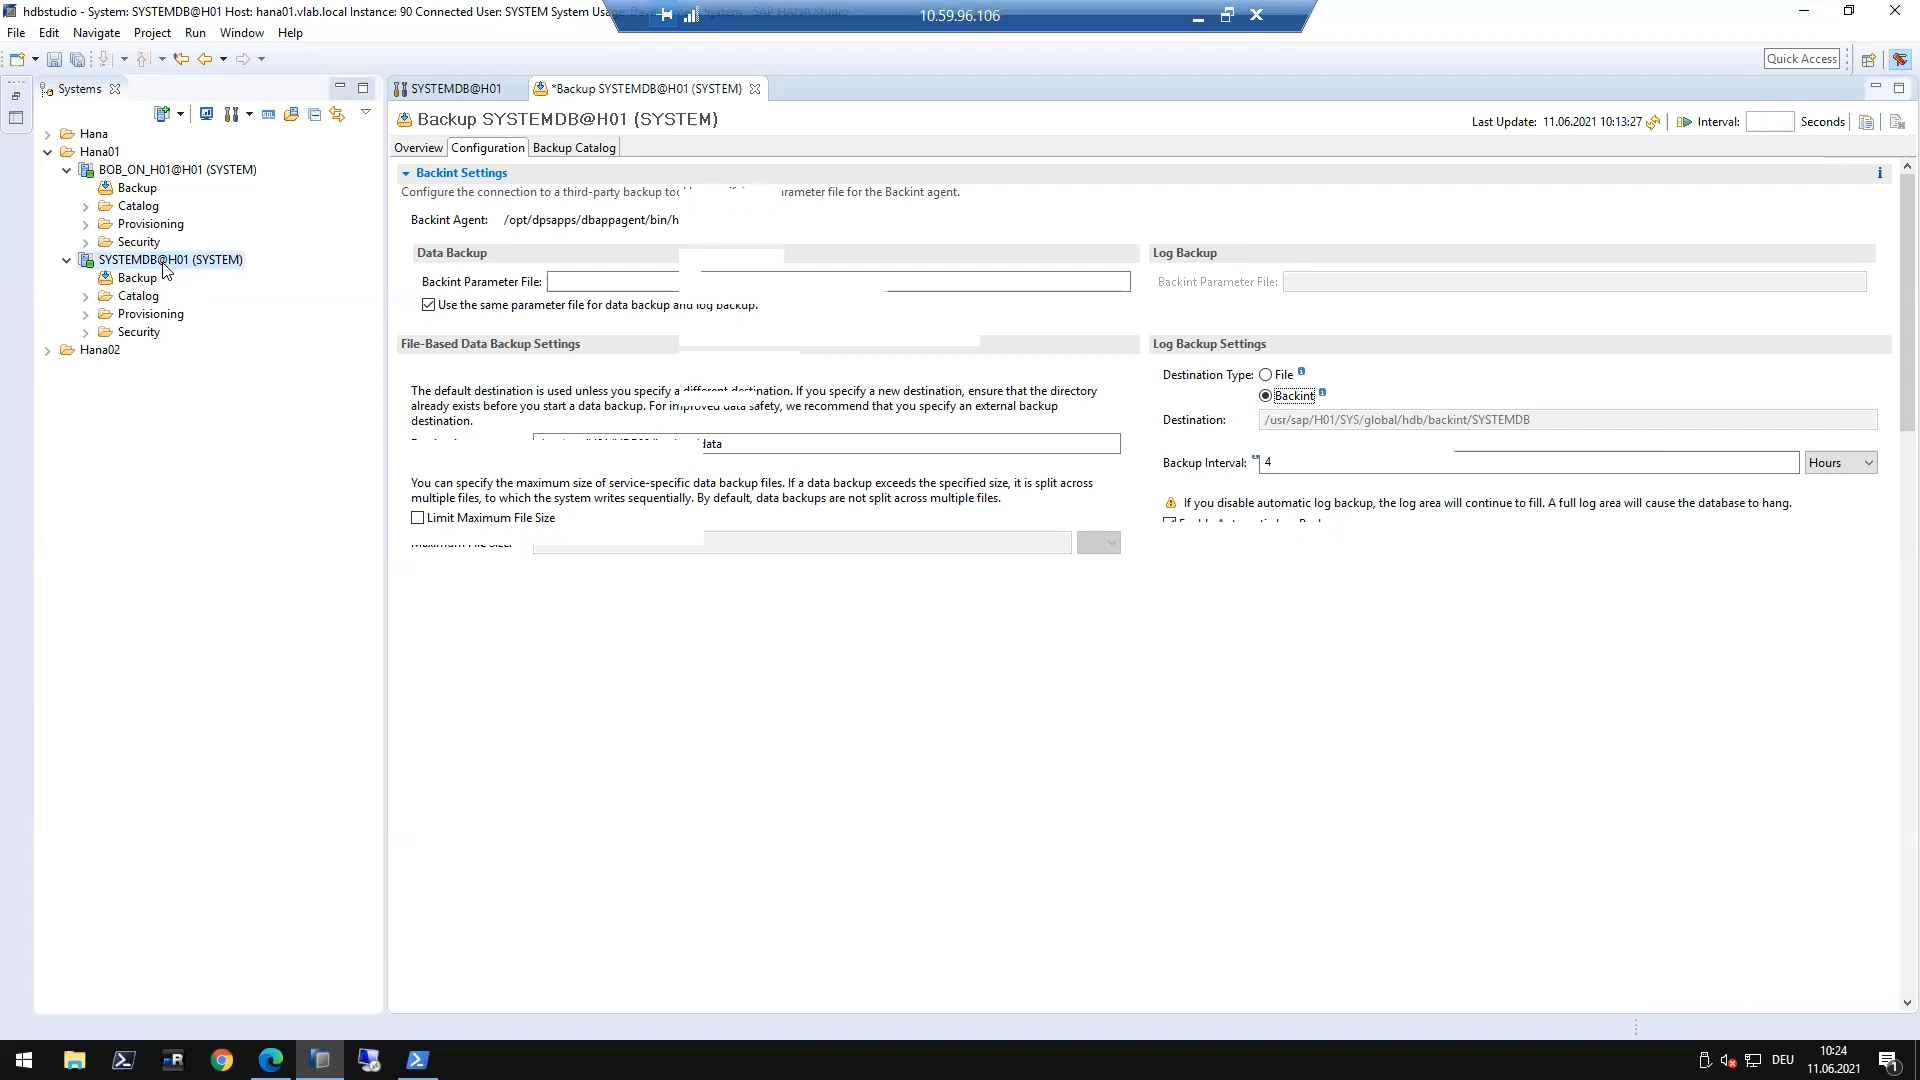 hdbstudio - System: SYSTEMDB@H01 Host: hana01.vlab.local Instance: 90 Connected User: SYSTEM System Usage
10.59.96.106
File Edit Navigate Project Run Window Help
Quick Access
Systems
Hana
Hana01
BOB_ON_H01@H01 (SYSTEM)
Backup
Catalog
Provisioning
Security
SYSTEMDB@H01 (SYSTEM)
Backup
Catalog
Provisioning
Security
Hana02
SYSTEMDB@H01
*Backup SYSTEMDB@H01 (SYSTEM)
Backup SYSTEMDB@H01 (SYSTEM)
Last Update: 11.06.2021 10:13:27 Interval: Seconds
Overview Configuration Backup Catalog
Backint Settings
Configure the connection to a third-party backup file for the Backint agent.
Backint Agent: /opt/dpsapps/dbappagent/bin/h
Data Backup
Backint Parameter File:
Use the same parameter file for data backup and log backup.
Log Backup
Backint Parameter File:
File-Based Data Backup Settings
The default destination is used unless you specify a different destination. If you specify a new destination, ensure that the directory
already exists before you start a data backup. For improved data safety, we recommend that you specify an external backup
destination.
data
You can specify the maximum size of service-specific data backup files. If a data backup exceeds the specified size, it is split across
multiple files, to which the system writes sequentially. By default, data backups are not split across multiple files.
Limit Maximum File Size
Log Backup Settings
Destination Type: File
Backint
Destination: /usr/sap/H01/SYS/global/hdb/backint/SYSTEMDB
Backup Interval: 4 Hours
If you disable automatic log backup, the log area will continue to fill. A full log area will cause the database to hang.
DEU
10:24
11.06.2021
1